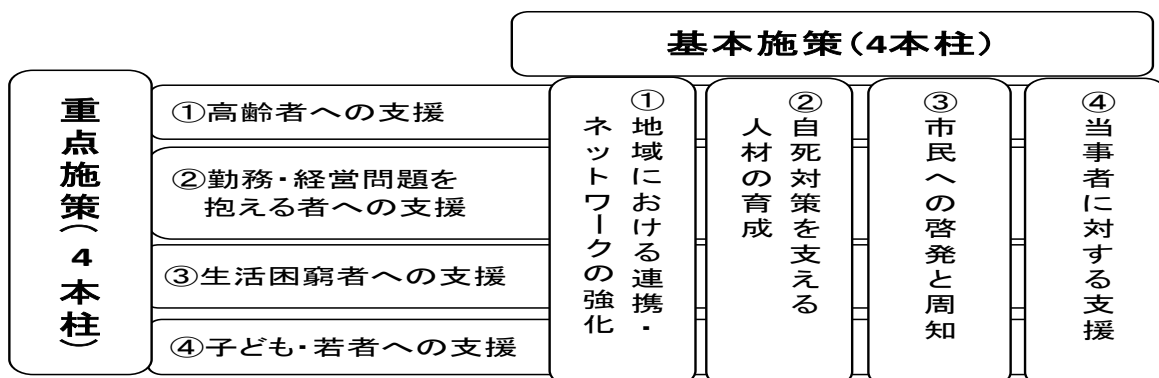 基本施策(4本柱)
重点施策(4本柱)
①高齢者への支援
②勤務・経営問題を
抱える者への支援
③生活困窮者への支援
④子ども・若者への支援
①地域における連携・
ネットワークの強化
②自死対策を支える
人材の育成
③市民への啓発と周知
④当事者に対する支援